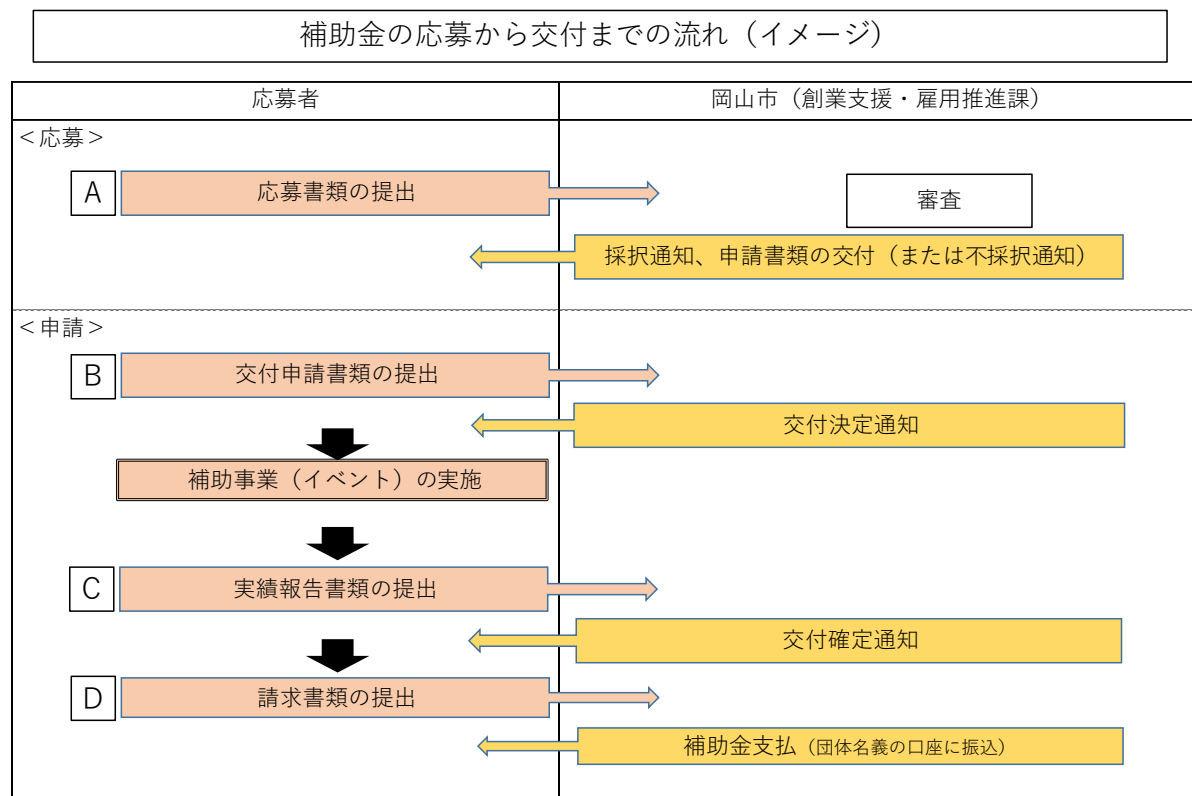 補助金の応募から交付までの流れ（イメージ）
応募者
岡山市（創業支援・雇用推進課）
＜応募＞
A
応募書類の提出
審査
採択通知、申請書類の交付（または不採択通知）
＜申請＞
B
交付申請書類の提出
交付決定通知
補助事業（イベント）の実施
C
実績報告書類の提出
交付確定通知
D
請求書類の提出
補助金支払（団体名義の口座に振込）